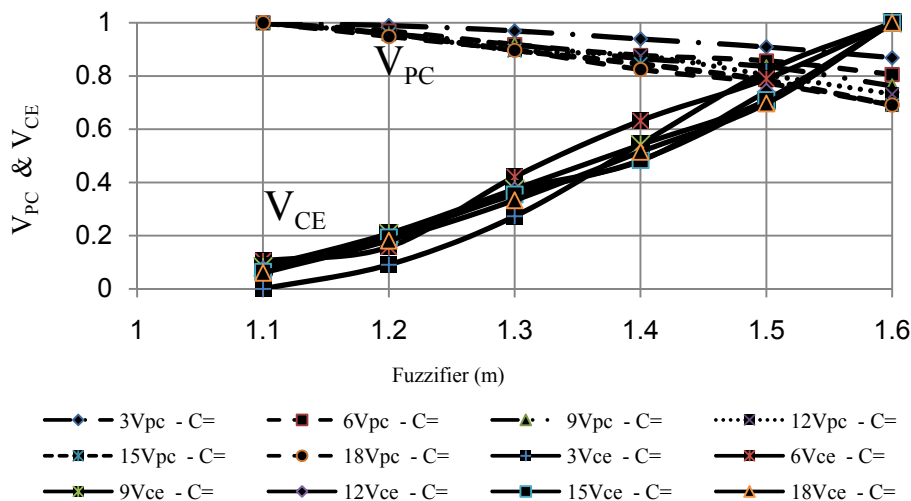 1
0.8
0.6
0.4
0.2
0
V_PC & V_CE
V_PC
V_CE
1 1.1 1.2 1.3 1.4 1.5 1.6
Fuzzifier (m)
3Vpc - C= 6Vpc - C= 9Vpc - C= 12Vpc - C=
15Vpc - C= 18Vpc - C= 3Vce - C= 6Vce - C=
9Vce - C= 12Vce - C= 15Vce - C= 18Vce - C=